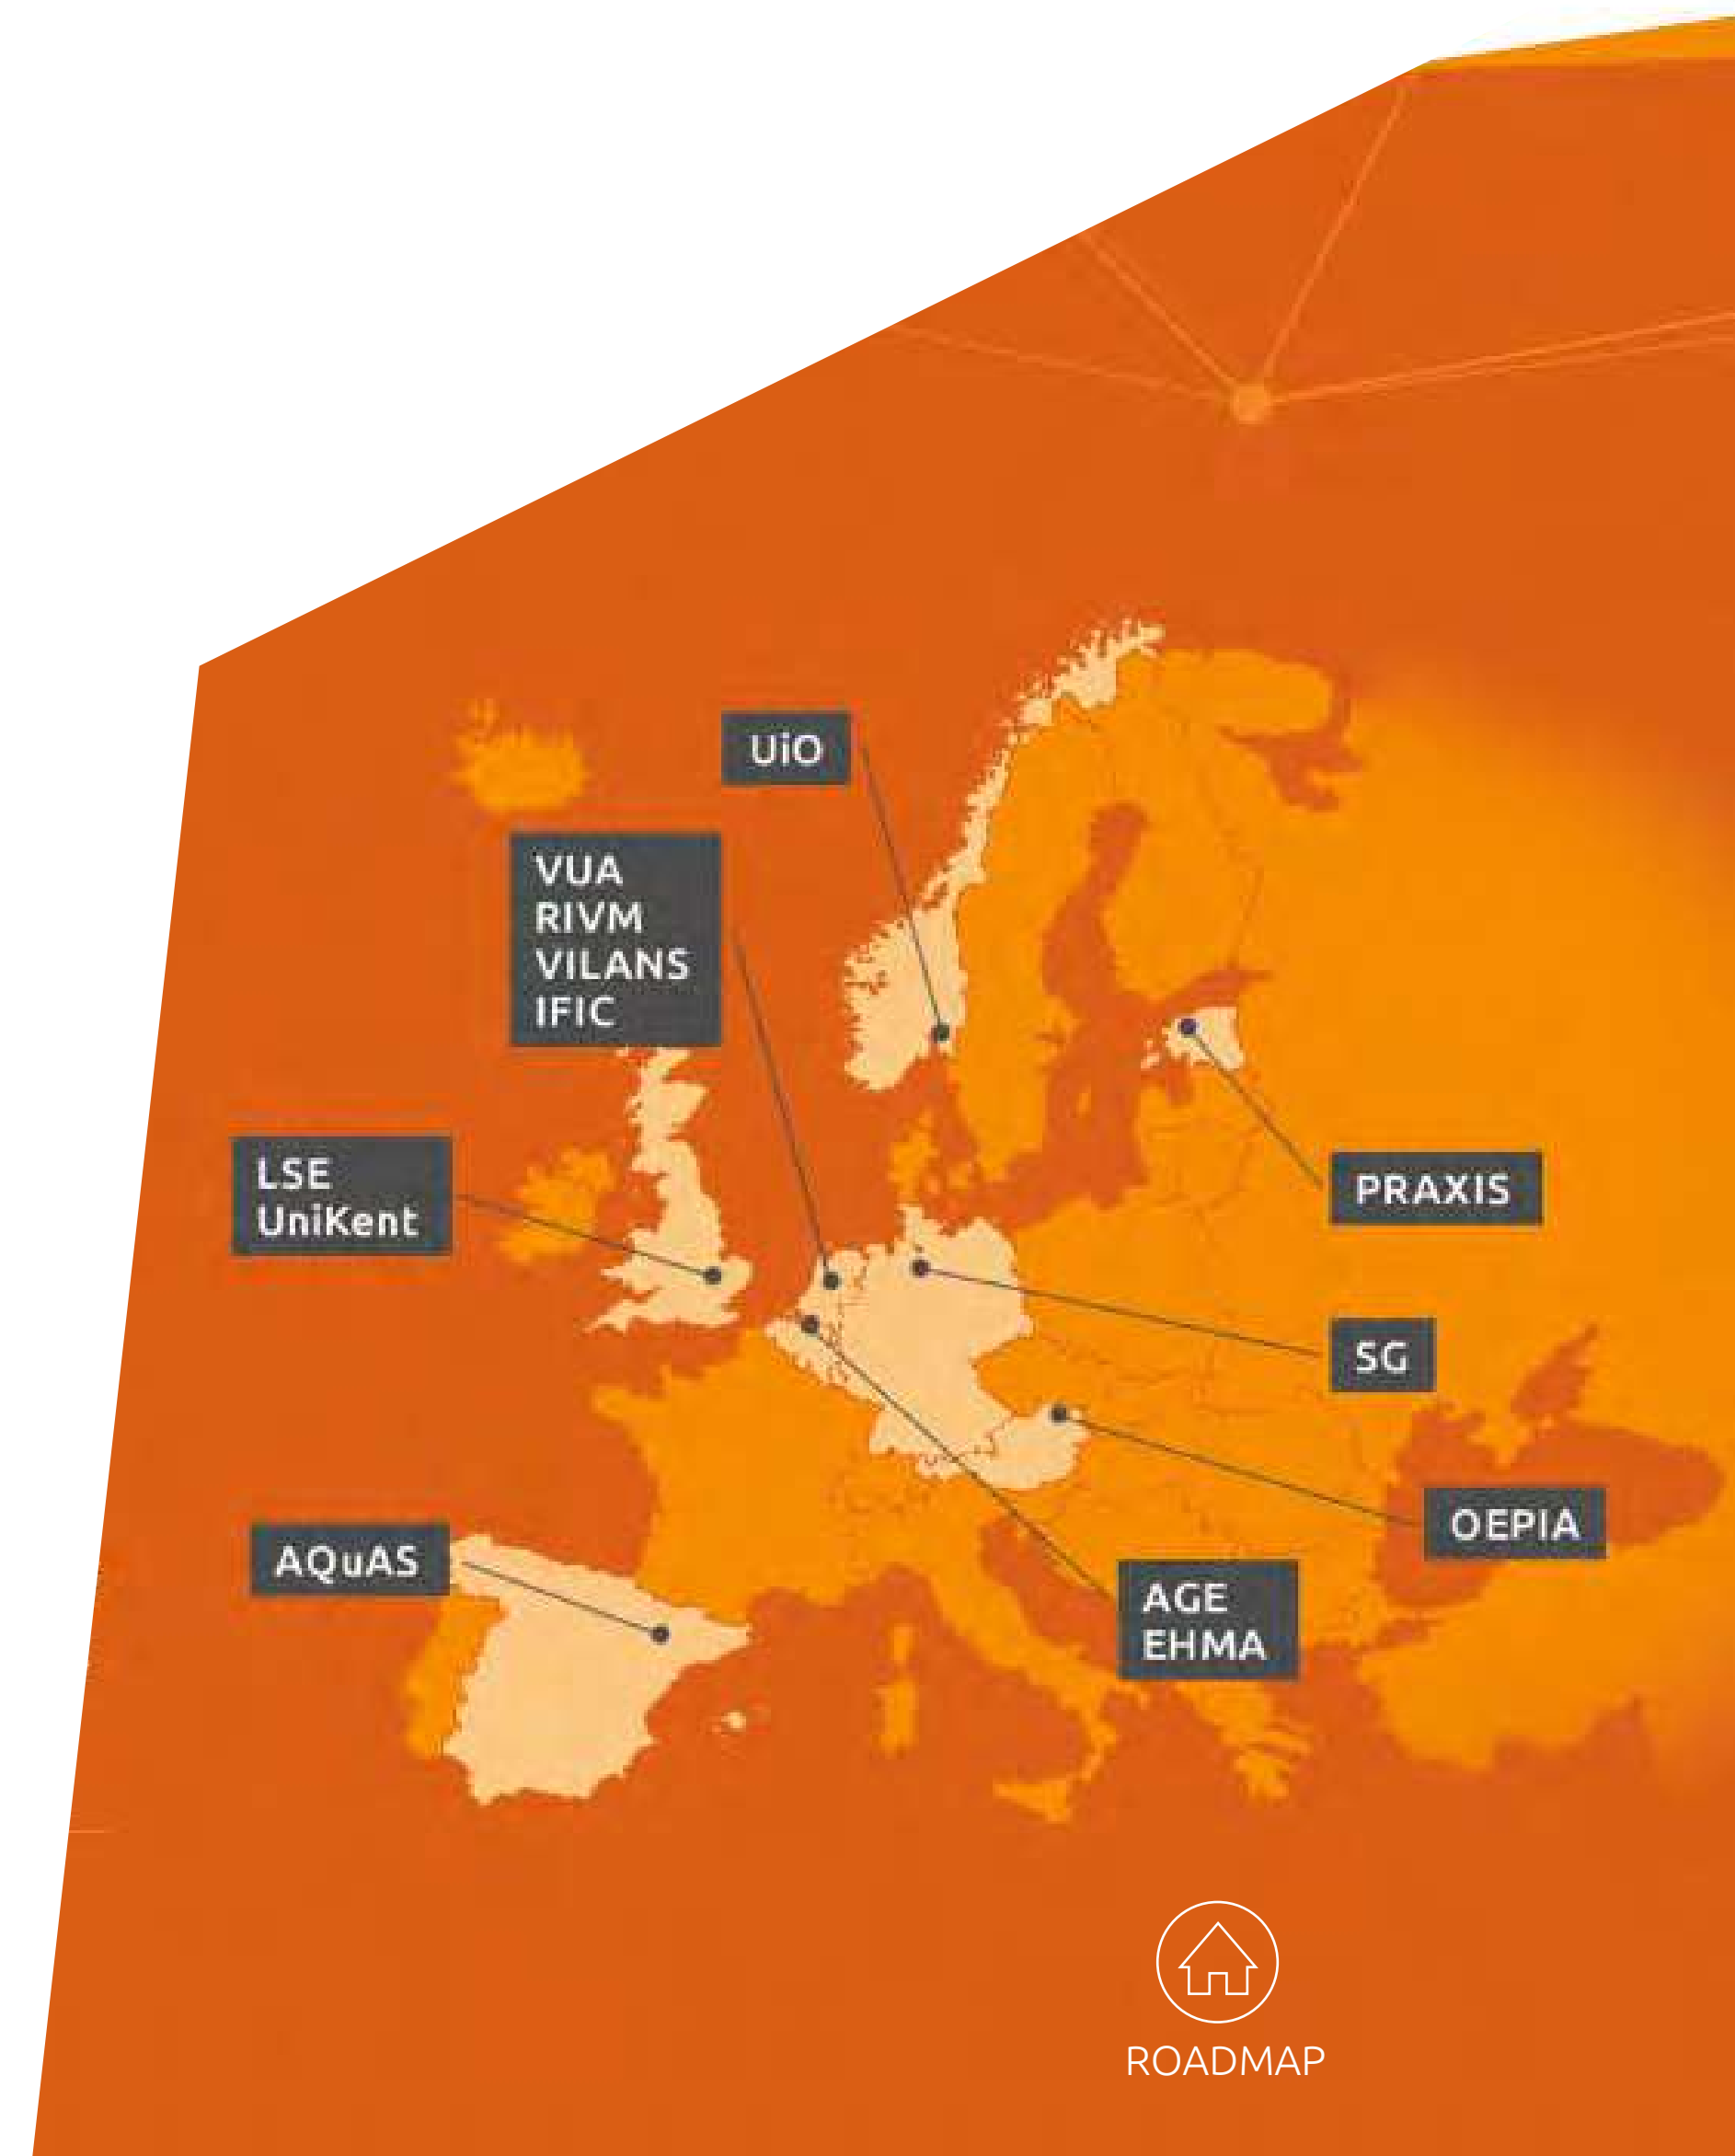 UiO
VUA
RIVM
VILANS
IFIC
LSE
UniKent
PRAXIS
SG
OEPIA
AQuAS
AGE
EHMA
ROADMAP